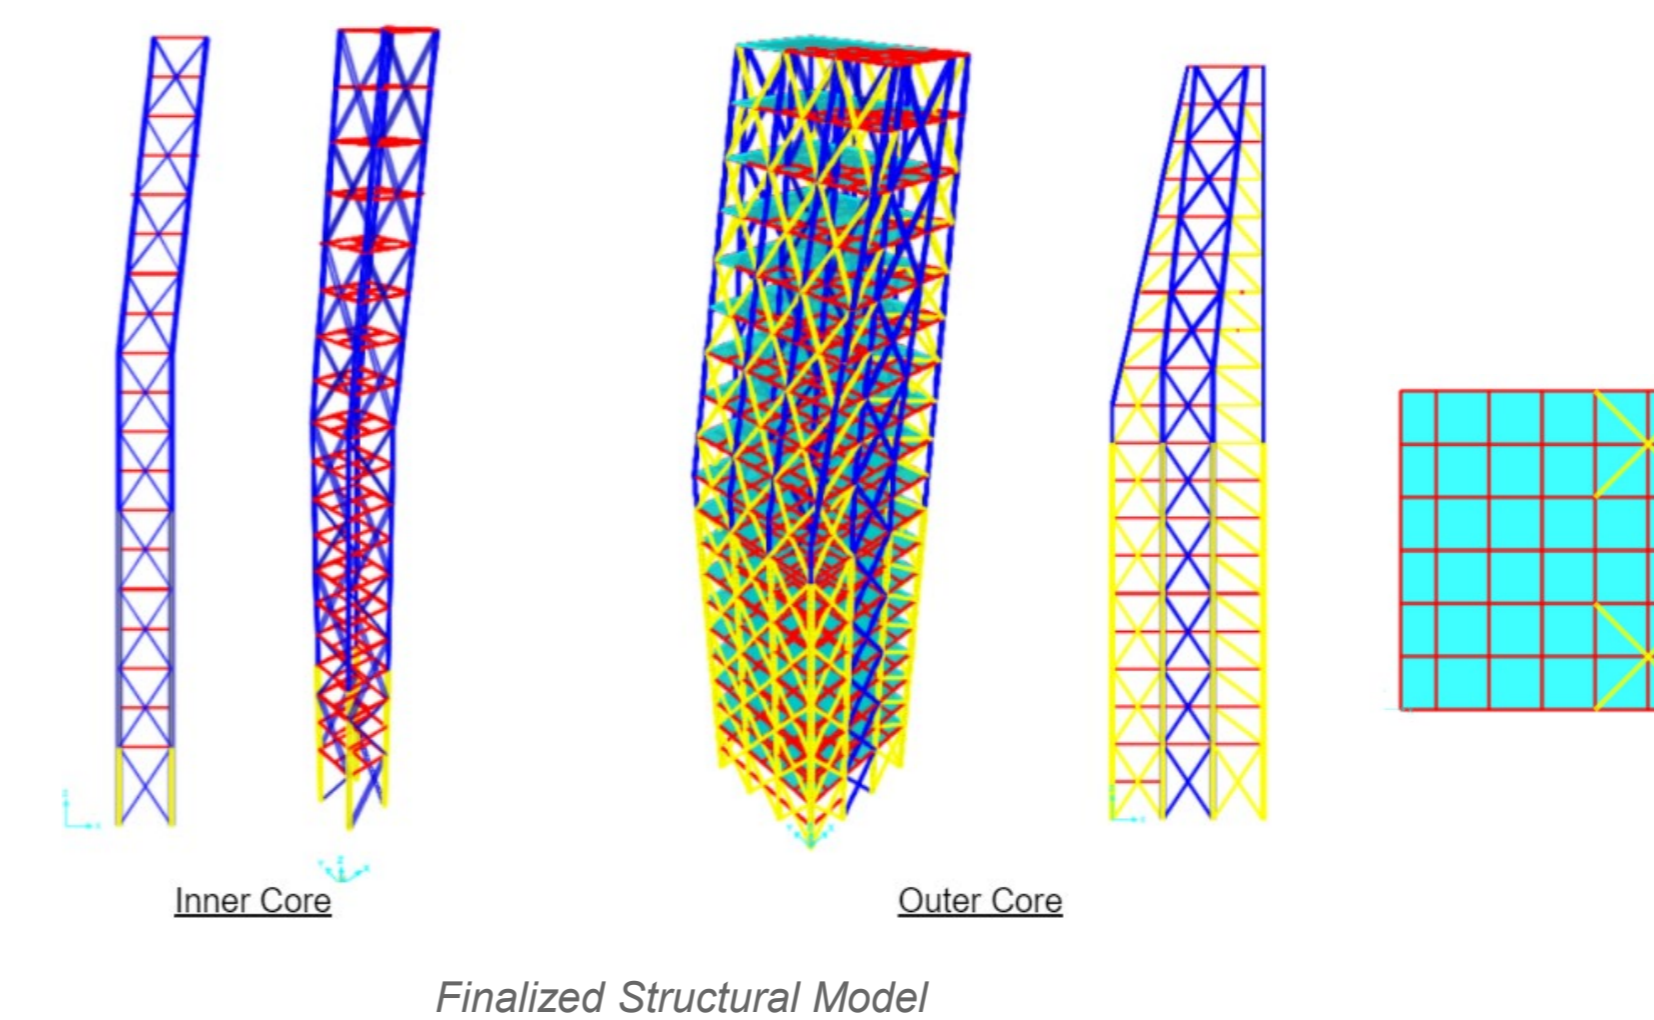 Inner Core
Outer Core
Finalized Structural Model